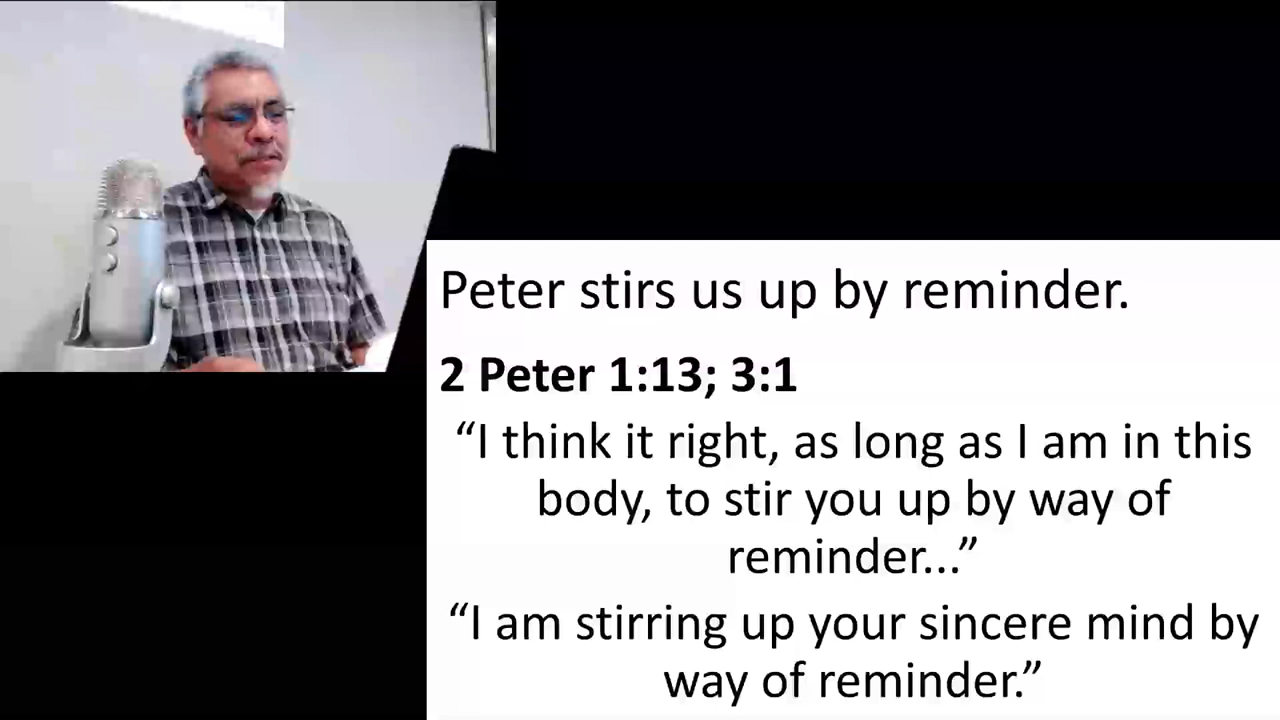 Peter stirs us up by reminder.
2 Peter 1:13; 3:1
“I think it right, as long as I am in this
body, to stir you up by way of
reminder...”
“I am stirring up your sincere mind by
way of reminder.”